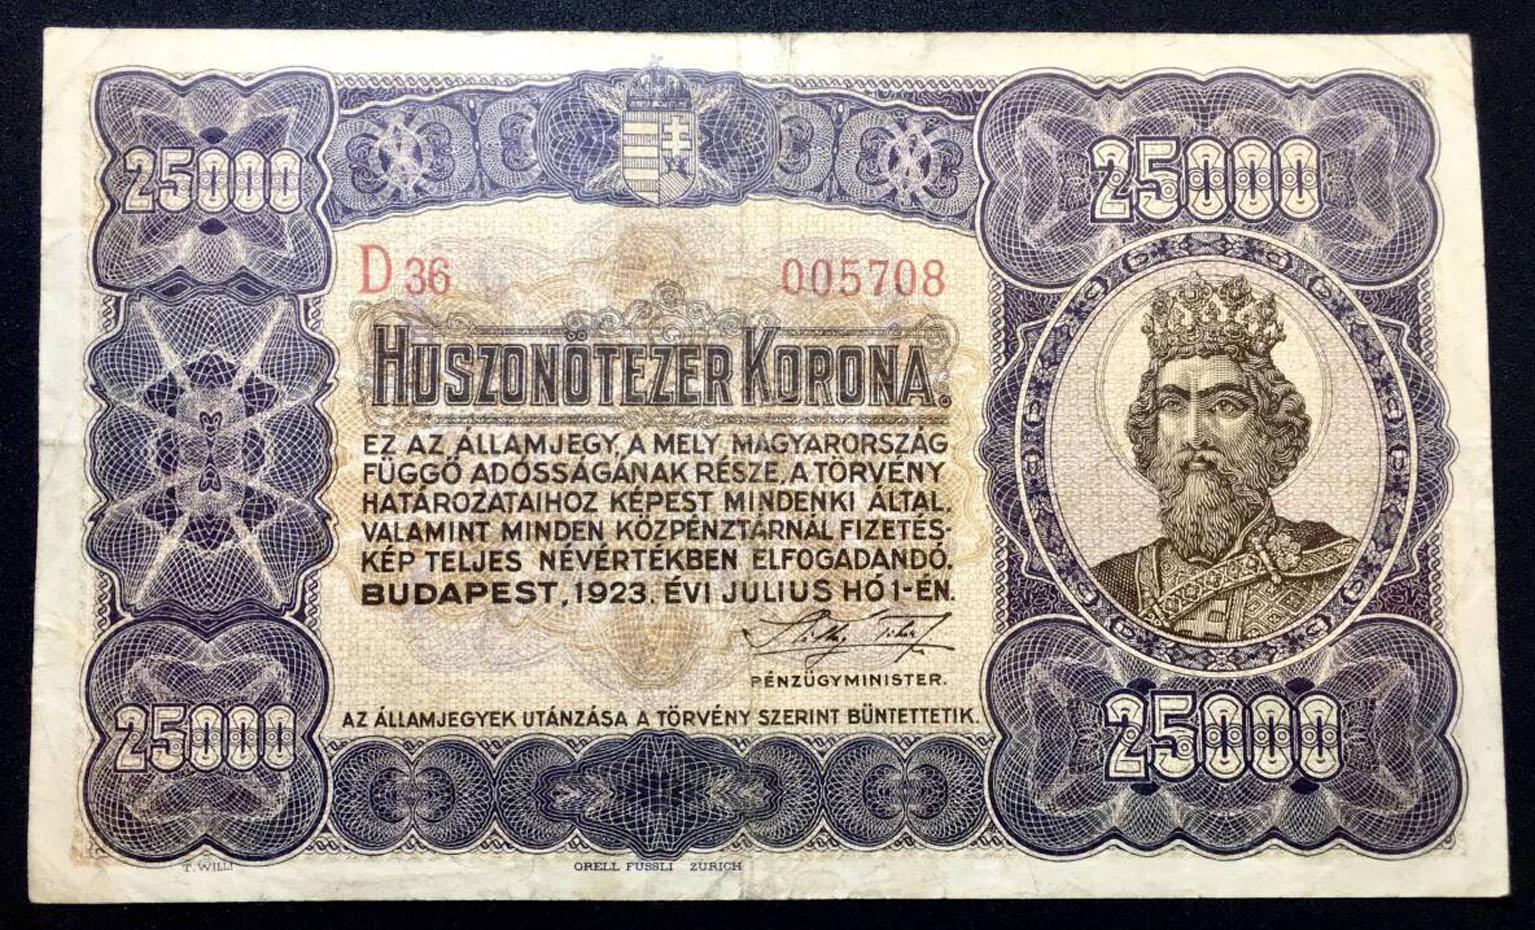 25000
25000
D 36
005708
HUSZONÖTEZER KORONA.
EZ AZ ÁLLAMJEGY, A MELY MAGYARORSZÁG
FÜGGŐ ADÓSSÁGÁNAK RÉSZE, A TÖRVÉNY
HATÁROZATAIHOZ KÉPEST MINDENKI ÁLTAL,
VALAMINT MINDEN KÖZPÉNZTÁRNÁL FIZETÉS-
KÉP TELJES NÉVÉRTÉKBEN ELFOGADANDÓ.
BUDAPEST, 1923. ÉVI JULIUS HÓ 1-ÉN.
PÉNZÜGYMINISTER.
25000
25000
AZ ÁLLAMJEGYEK UTÁNZÁSA A TÖRVÉNY SZERINT BÜNTETTETIK.
T. WILLI
ORELL FÜSSLI ZÜRICH